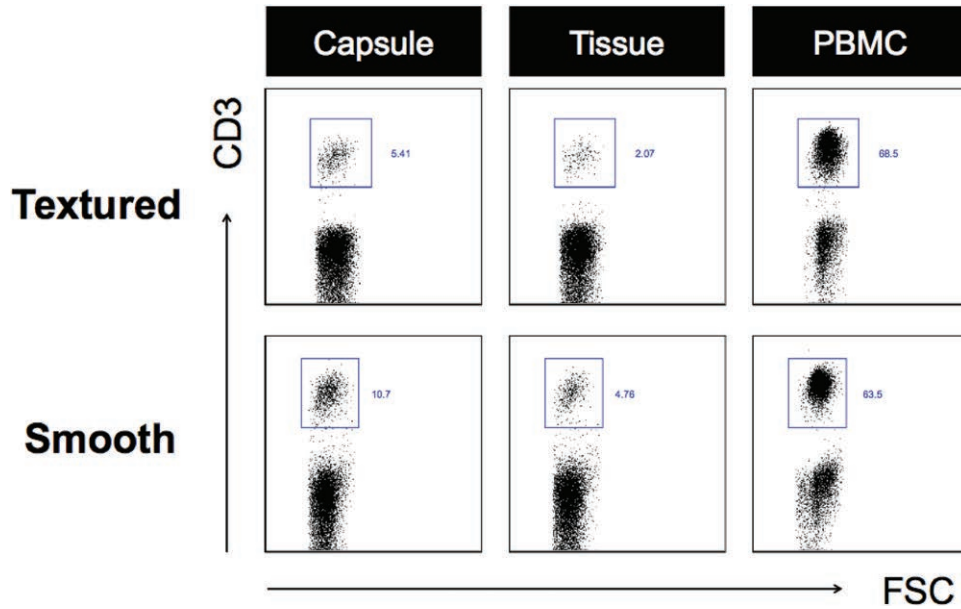 Capsule Tissue PBMC
CD3
Textured
5.41 2.07 68.5
Smooth
10.7 4.76 63.5
FSC